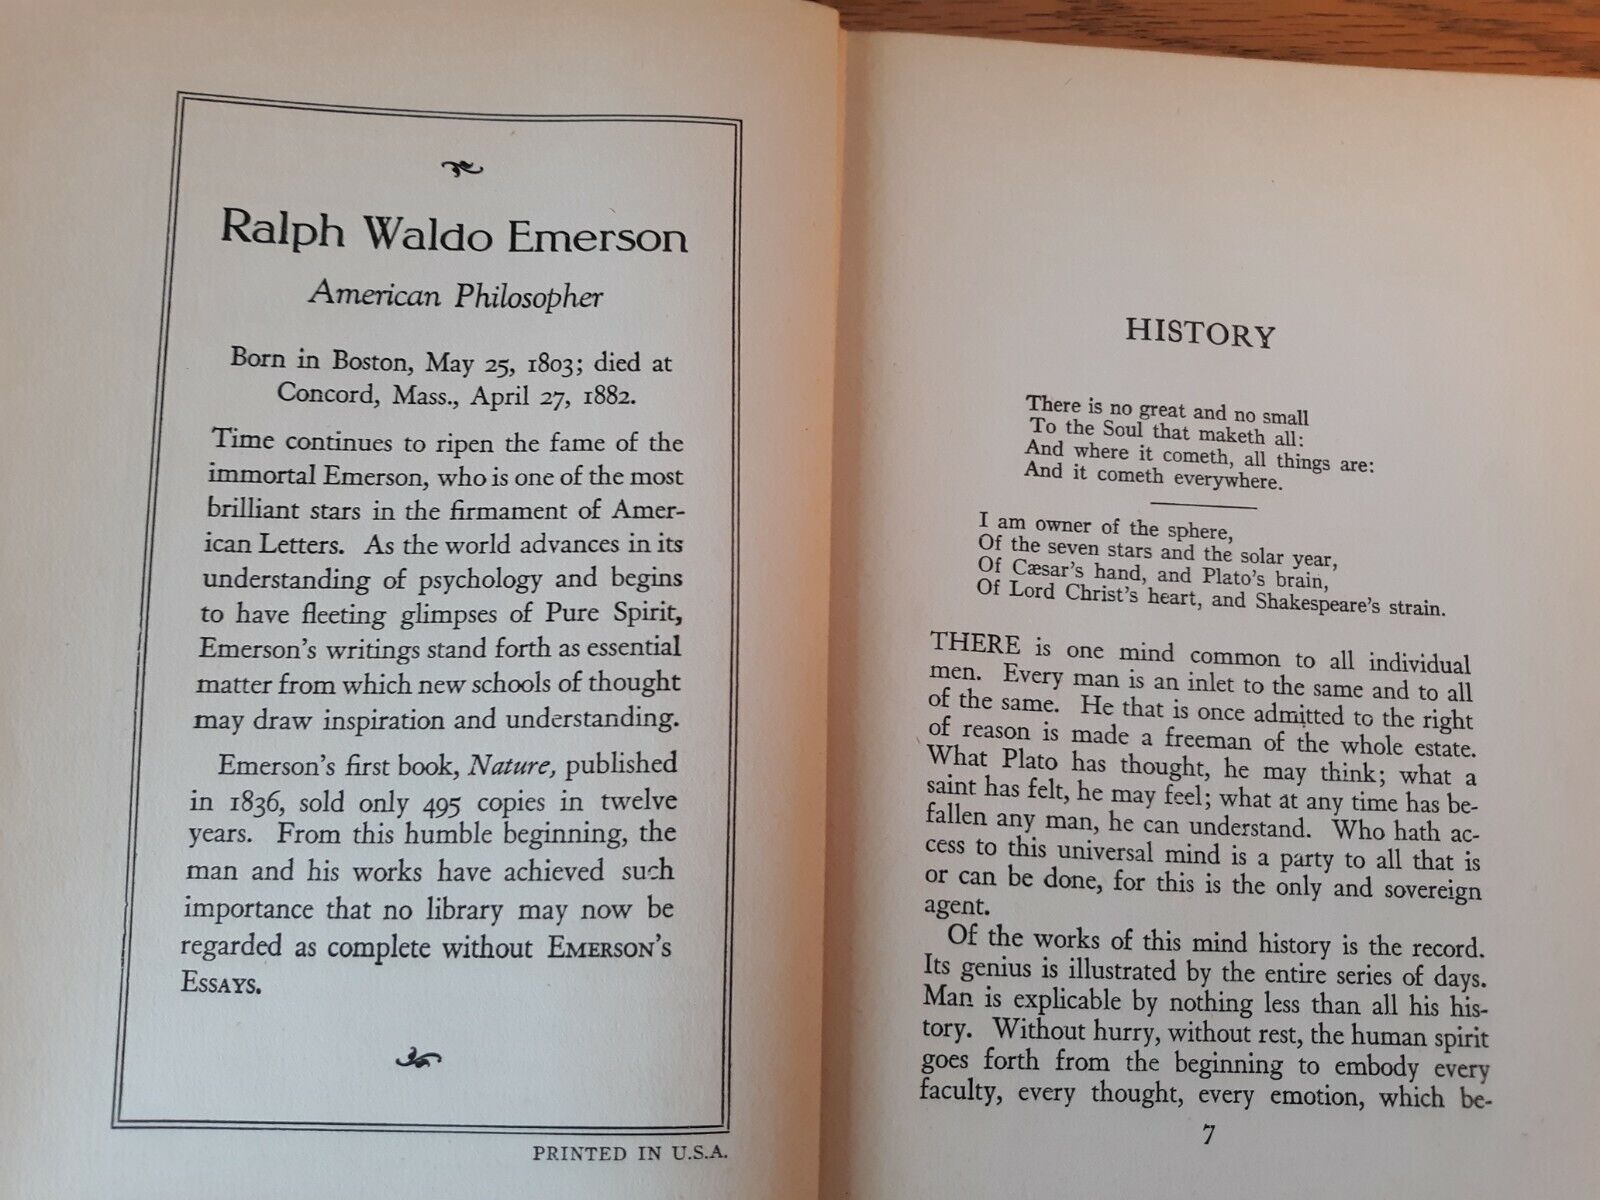 Ralph Waldo Emerson
American Philosopher
Born in Boston, May 25, 1803; died at
Concord, Mass., April 27, 1882.
Time continues to ripen the fame of the
immortal Emerson, who is one of the most
brilliant stars in the firmament of Amer-
ican Letters. As the world advances in its
understanding of psychology and begins
to have fleeting glimpses of Pure Spirit,
Emerson's writings stand forth as essential
matter from which new schools of thought
may draw inspiration and understanding.
Emerson's first book, Nature, published
in 1836, sold only 495 copies in twelve
years. From this humble beginning, the
man and his works have achieved such
importance that no library may now be
regarded as complete without EMERSON'S
ESSAYS.
PRINTED IN U.S.A.
HISTORY
There is no great and no small
To the Soul that maketh all:
And where it cometh, all things are:
And it cometh everywhere.
I am owner of the sphere,
Of the seven stars and the solar year,
Of Cæsar's hand, and Plato's brain,
Of Lord Christ's heart, and Shakespeare's strain.
THERE is one mind common to all individual
men. Every man is an inlet to the same and to all
of the same. He that is once admitted to the right
of reason is made a freeman of the whole estate.
What Plato has thought, he may think; what a
saint has felt, he may feel; what at any time has be-
fallen any man, he can understand. Who hath ac-
cess to this universal mind is a party to all that is
or can be done, for this is the only and sovereign
agent.
Of the works of this mind history is the record.
Its genius is illustrated by the entire series of days.
Man is explicable by nothing less than all his his-
tory. Without hurry, without rest, the human spirit
goes forth from the beginning to embody every
faculty, every thought, every emotion, which be-
7